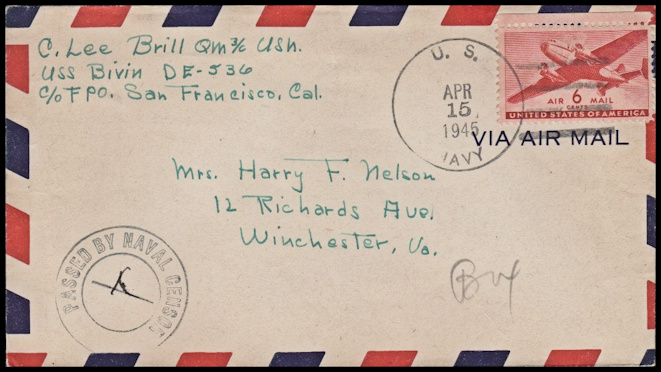 C. Lee Brill Qm3/c Usn.
USS Bivin DE-536
c/o FPO. San Francisco, Cal.
U. S.
APR
15
1945
NAVY
AIR 6 MAIL
CENTS
UNITED STATES OF AMERICA
VIA AIR MAIL
Mrs. Harry F. Nelson
12 Richards Ave.
Winchester, Va.
PASSED BY NAVAL CENSOR